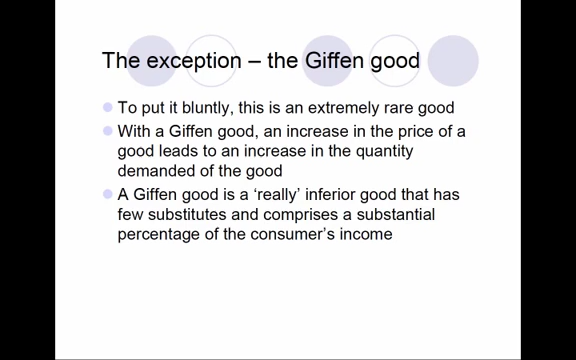 The exception – the Giffen good
To put it bluntly, this is an extremely rare good
With a Giffen good, an increase in the price of a
good leads to an increase in the quantity
demanded of the good
A Giffen good is a ‘really’ inferior good that has
few substitutes and comprises a substantial
percentage of the consumer’s income